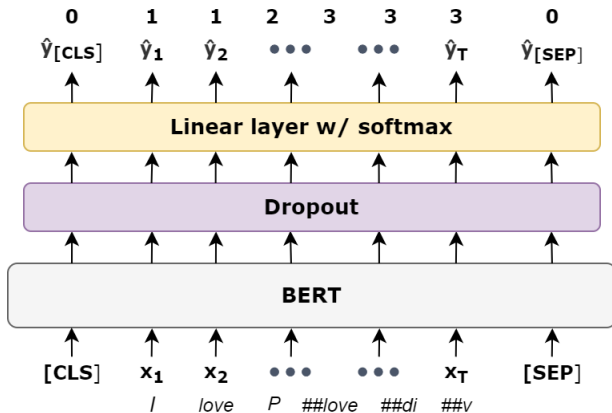 0 1 1 2 3 3 3 0
ŷ[CLS] ŷ1 ŷ2 ••• ••• ŷT ŷ[SEP]
Linear layer w/ softmax
Dropout
BERT
[CLS] x1 x2 ••• ••• xT [SEP]
I love P ##love ##di ##v